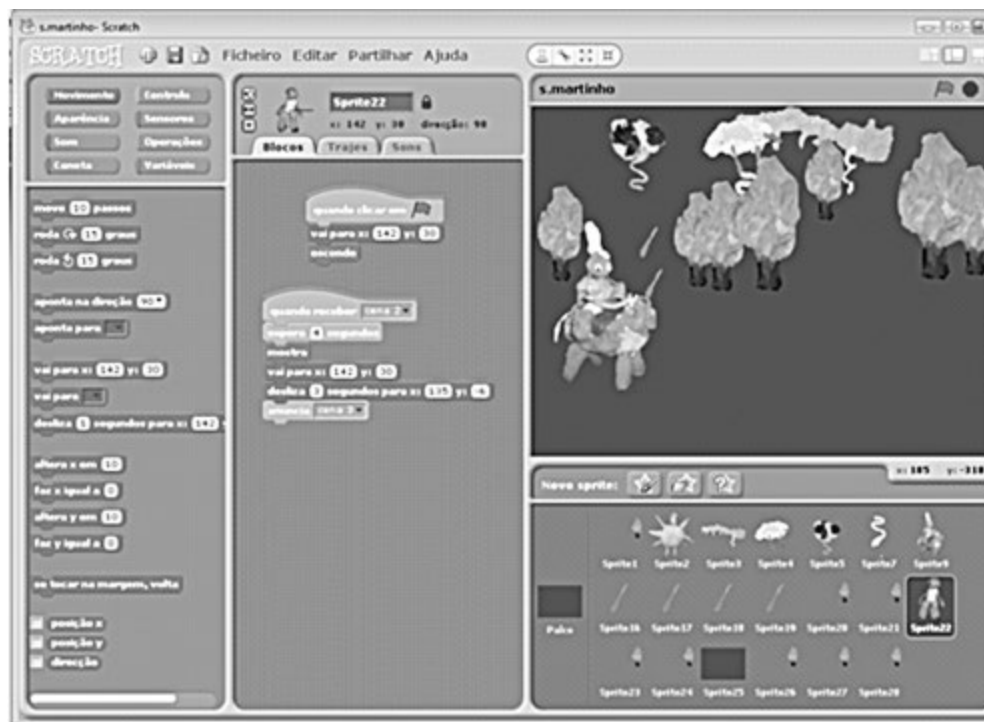 s.martinho- Scratch
SCRATCH Ficheiro Editar Partilhar Ajuda
Movimento Controlo
Aparência Sensores
Som Operações
Caneta Variáveis
move 10 passos
roda 15 graus
roda 15 graus
aponta na direção 90
aponta para
vai para x: 142 y: 30
vai para
desliza 1 segundos para x: 142 y
altera x em 10
faz x igual a 0
altera y em 10
faz y igual a 0
se tocar na margem, volta
posição x
posição y
direcção
Sprite22
x: 142 y: 30 direção: 90
Blocos Trajes Sons
quando clicar em
vai para x: 142 y: 30
esconde
quando receber cena 2
espera 4 segundos
mostra
vai para x: 142 y: 30
desliza 3 segundos para x: 135 y: -6
anuncia cena 3
s.martinho
x: 185 y: -318
Novo sprite:
Palco
Sprite1 Sprite2 Sprite3 Sprite4 Sprite5 Sprite7 Sprite9
Sprite16 Sprite17 Sprite18 Sprite19 Sprite20 Sprite21 Sprite22
Sprite23 Sprite24 Sprite25 Sprite26 Sprite27 Sprite28